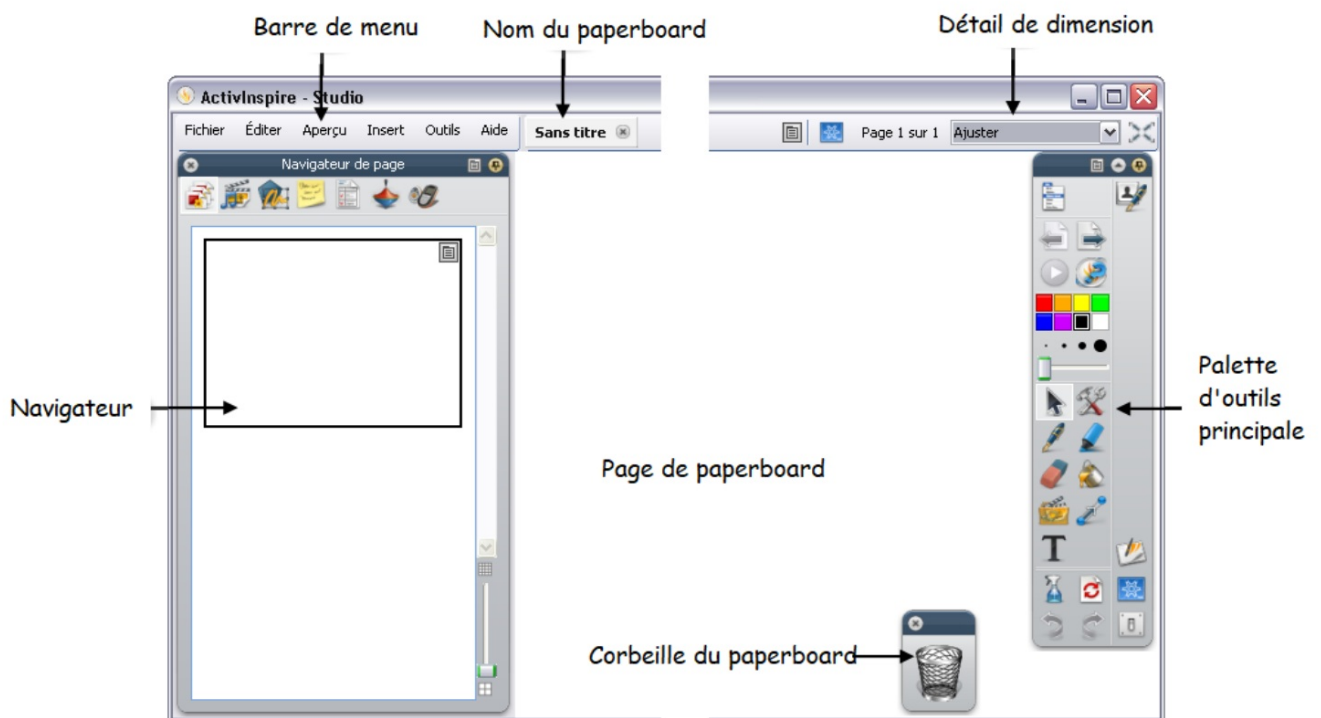 Barre de menu
Nom du paperboard
Détail de dimension
ActivInspire - Studio
Fichier Éditer Aperçu Insert Outils Aide
Sans titre
Page 1 sur 1
Ajuster
Navigateur de page
Navigateur
Palette
d'outils
principale
Page de paperboard
T
Corbeille du paperboard